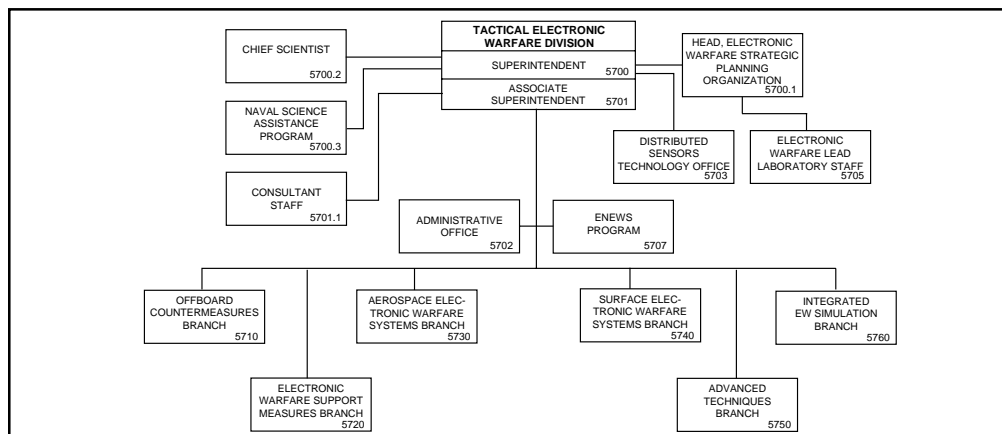 TACTICAL ELECTRONIC
WARFARE DIVISION
SUPERINTENDENT
5700
ASSOCIATE
SUPERINTENDENT
5701
CHIEF SCIENTIST
5700.2
HEAD, ELECTRONIC
WARFARE STRATEGIC
PLANNING
ORGANIZATION
5700.1
NAVAL SCIENCE
ASSISTANCE
PROGRAM
5700.3
DISTRIBUTED
SENSORS
TECHNOLOGY OFFICE
5703
ELECTRONIC
WARFARE LEAD
LABORATORY STAFF
5705
CONSULTANT
STAFF
5701.1
ADMINISTRATIVE
OFFICE
5702
ENEWS
PROGRAM
5707
OFFBOARD
COUNTERMEASURES
BRANCH
5710
AEROSPACE ELEC-
TRONIC WARFARE
SYSTEMS BRANCH
5730
SURFACE ELEC-
TRONIC WARFARE
SYSTEMS BRANCH
5740
INTEGRATED
EW SIMULATION
BRANCH
5760
ELECTRONIC
WARFARE SUPPORT
MEASURES BRANCH
5720
ADVANCED
TECHNIQUES
BRANCH
5750